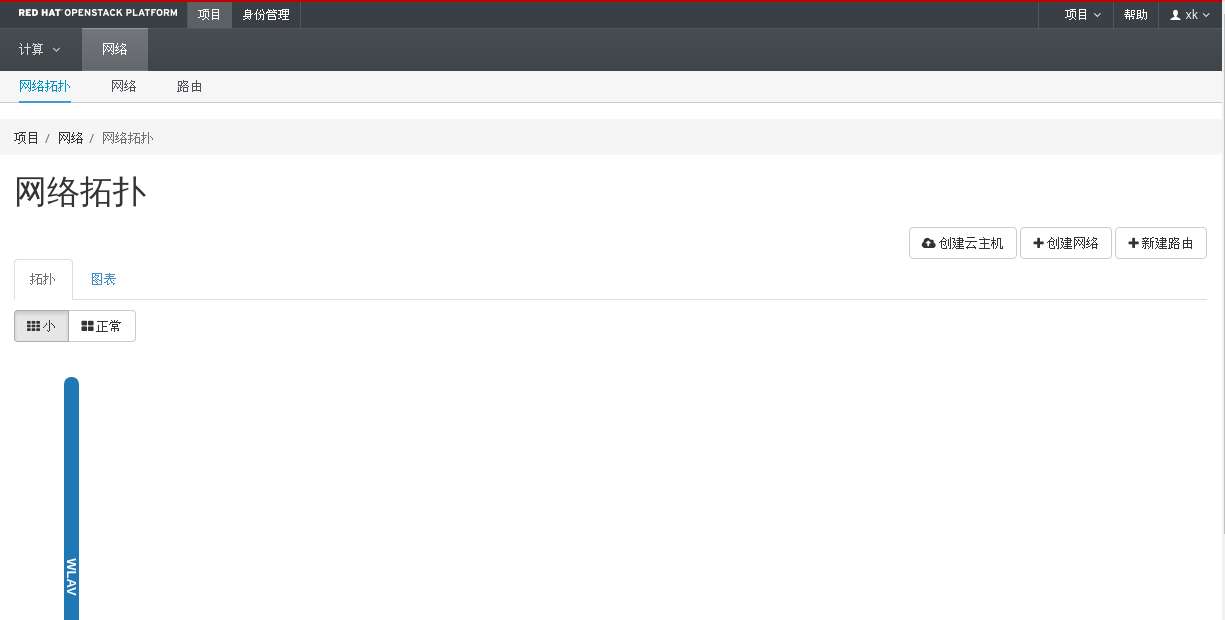 RED HAT OPENSTACK PLATFORM 项目 身份管理 项目 帮助 xk
计算 网络
网络拓扑 网络 路由
项目 / 网络 / 网络拓扑
网络拓扑
创建云主机 创建网络 新建路由
拓扑 图表
小 正常
WLAV